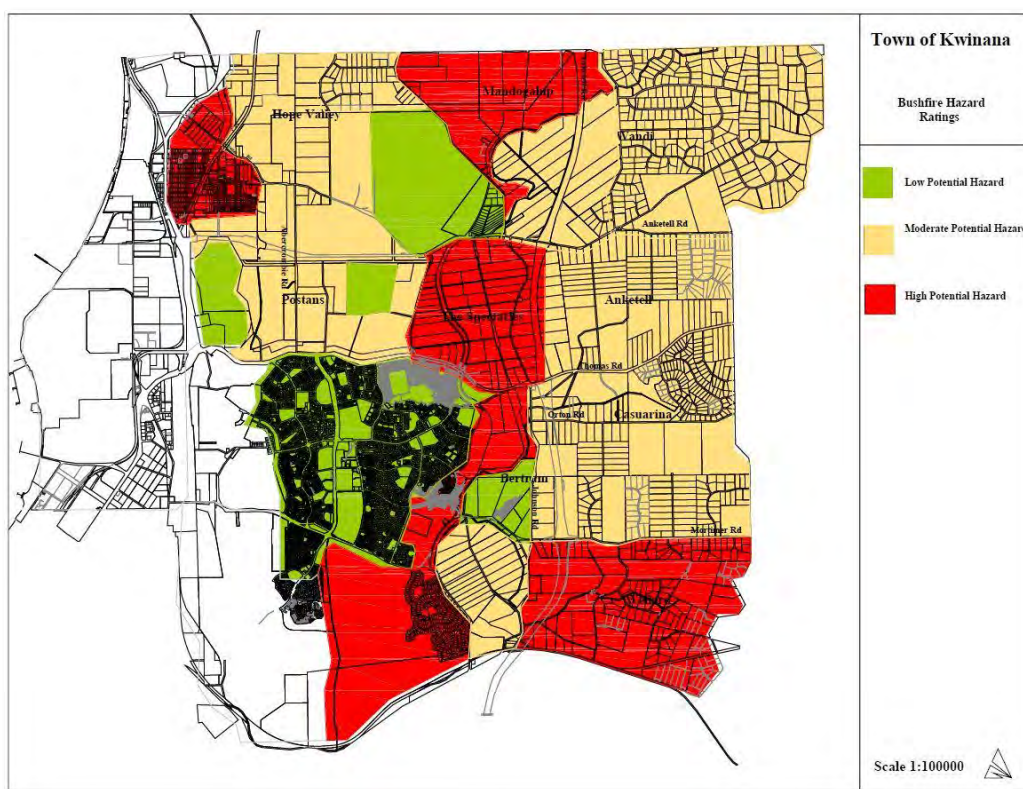 Town of Kwinana
Bushfire Hazard
Ratings
Low Potential Hazard
Moderate Potential Hazard
High Potential Hazard
Mandogalup
Hope Valley
Wandi
Anketell Rd
Postans
Anketell
The Spectacles
Thomas Rd
Orton Rd
Casuarina
Bertram
Johnson Rd
Mortimer Rd
Scale 1:100000